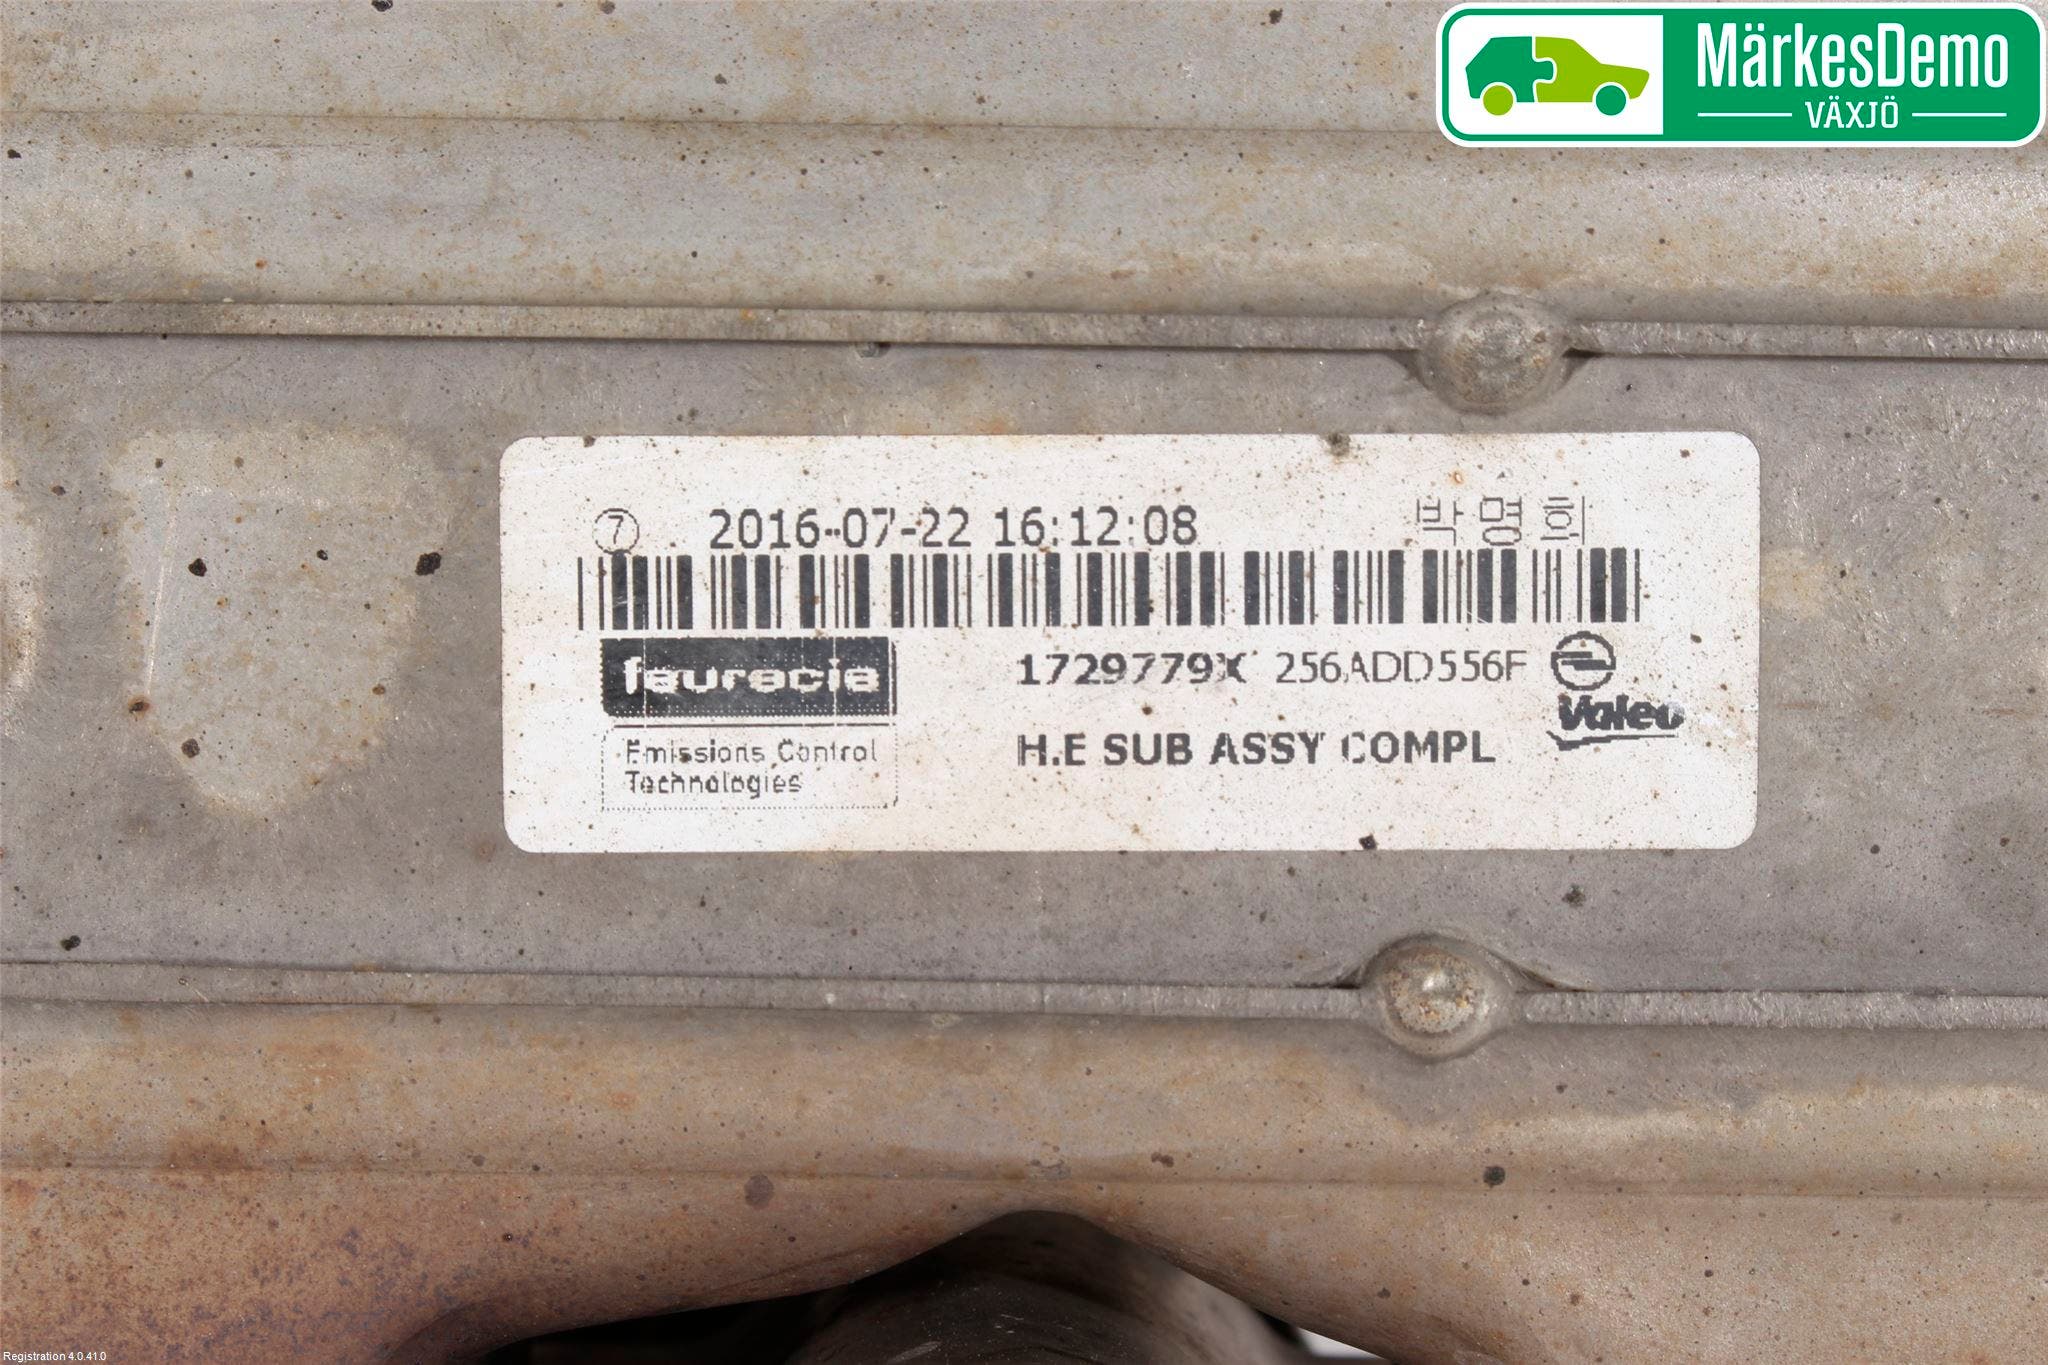 MärkesDemo
VÄXJÖ
⑦ 2016-07-22 16:12:08 박명희
faurecia
1729779X 256ADD556F
Valeo
H.E SUB ASSY COMPL
Emissions Control
Technologies
Registration 4.0.41.0